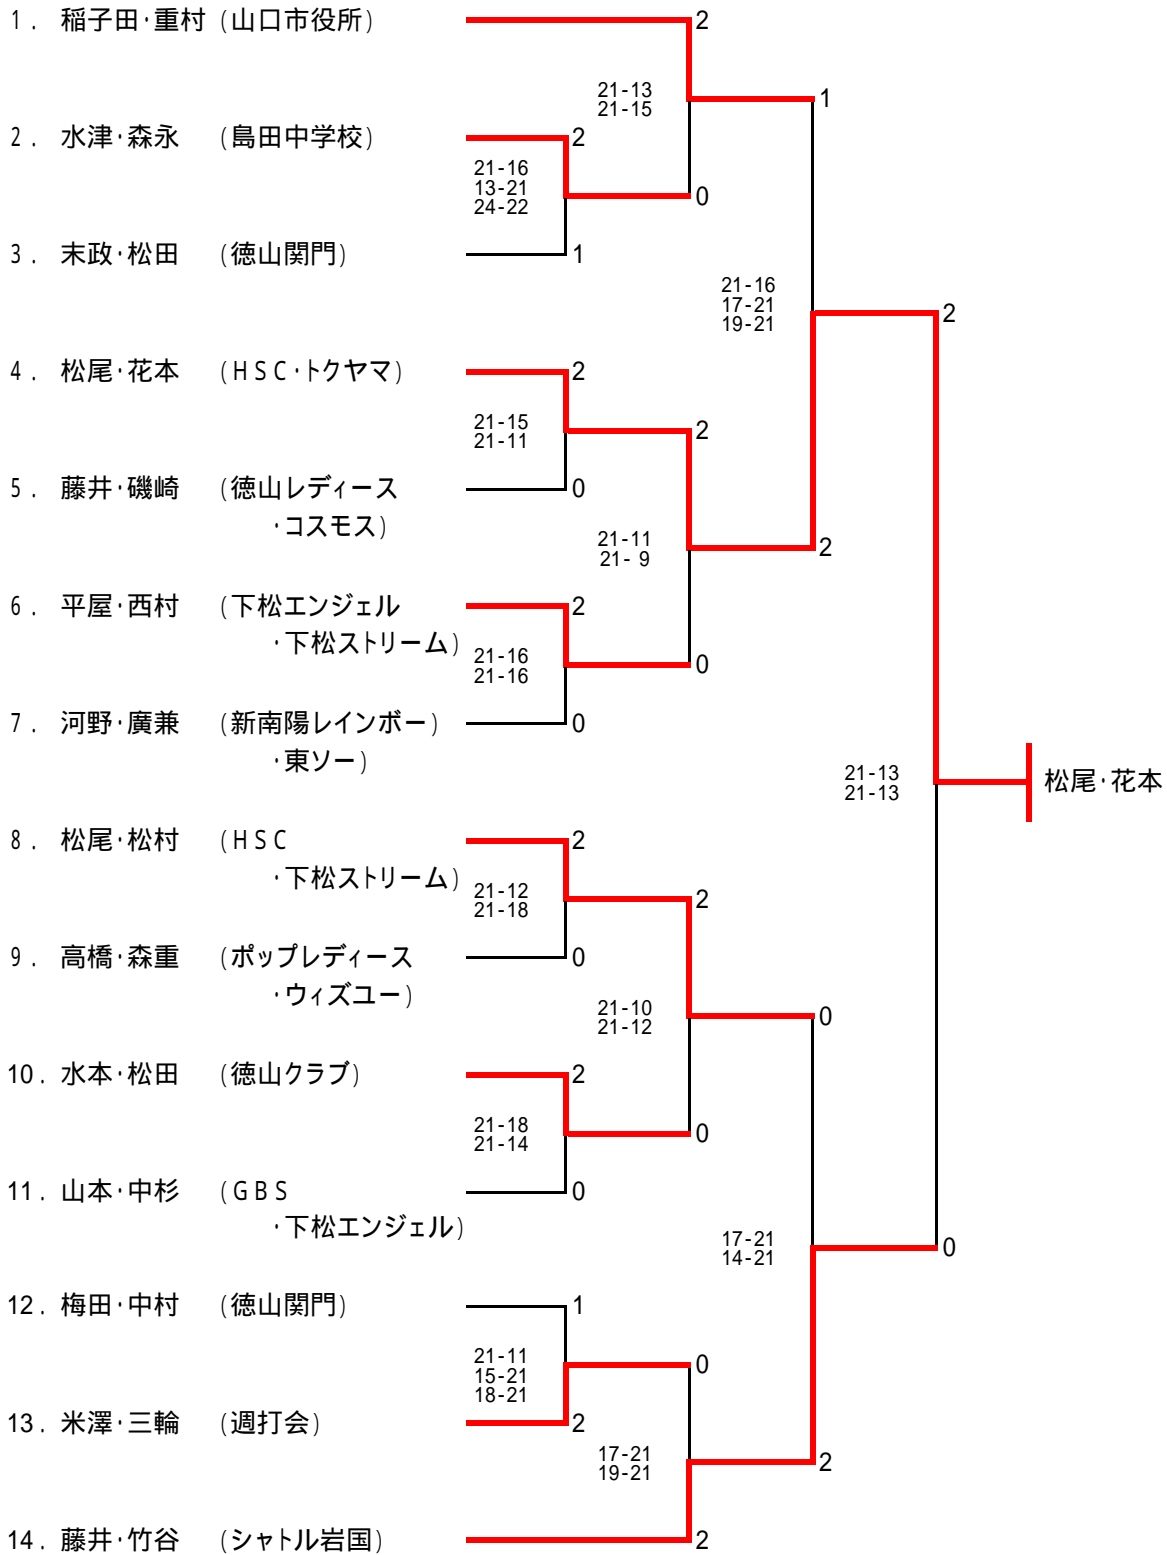 1. 稲子田・重村 (山口市役所)
2
21-13
21-15
1
2. 水津・森永 (島田中学校)
2
21-16
13-21
24-22
0
3. 末政・松田 (徳山関門)
1
21-16
17-21
19-21
2
4. 松尾・花本 (HSC・トクヤマ)
2
21-15
21-11
2
5. 藤井・磯崎 (徳山レディース
・コスモス)
0
21-11
21- 9
2
6. 平屋・西村 (下松エンジェル
・下松ストリーム)
2
21-16
21-16
0
7. 河野・廣兼 (新南陽レインボー)
・東ソー)
0
21-13
21-13
松尾・花本
8. 松尾・松村 (HSC
・下松ストリーム)
2
21-12
21-18
2
9. 高橋・森重 (ポップレディース
・ウィズユー)
0
21-10
21-12
0
10. 水本・松田 (徳山クラブ)
2
21-18
21-14
0
11. 山本・中杉 (GBS
・下松エンジェル)
0
17-21
14-21
0
12. 梅田・中村 (徳山関門)
1
21-11
15-21
18-21
0
13. 米澤・三輪 (週打会)
2
17-21
19-21
2
14. 藤井・竹谷 (シャトル岩国)
2